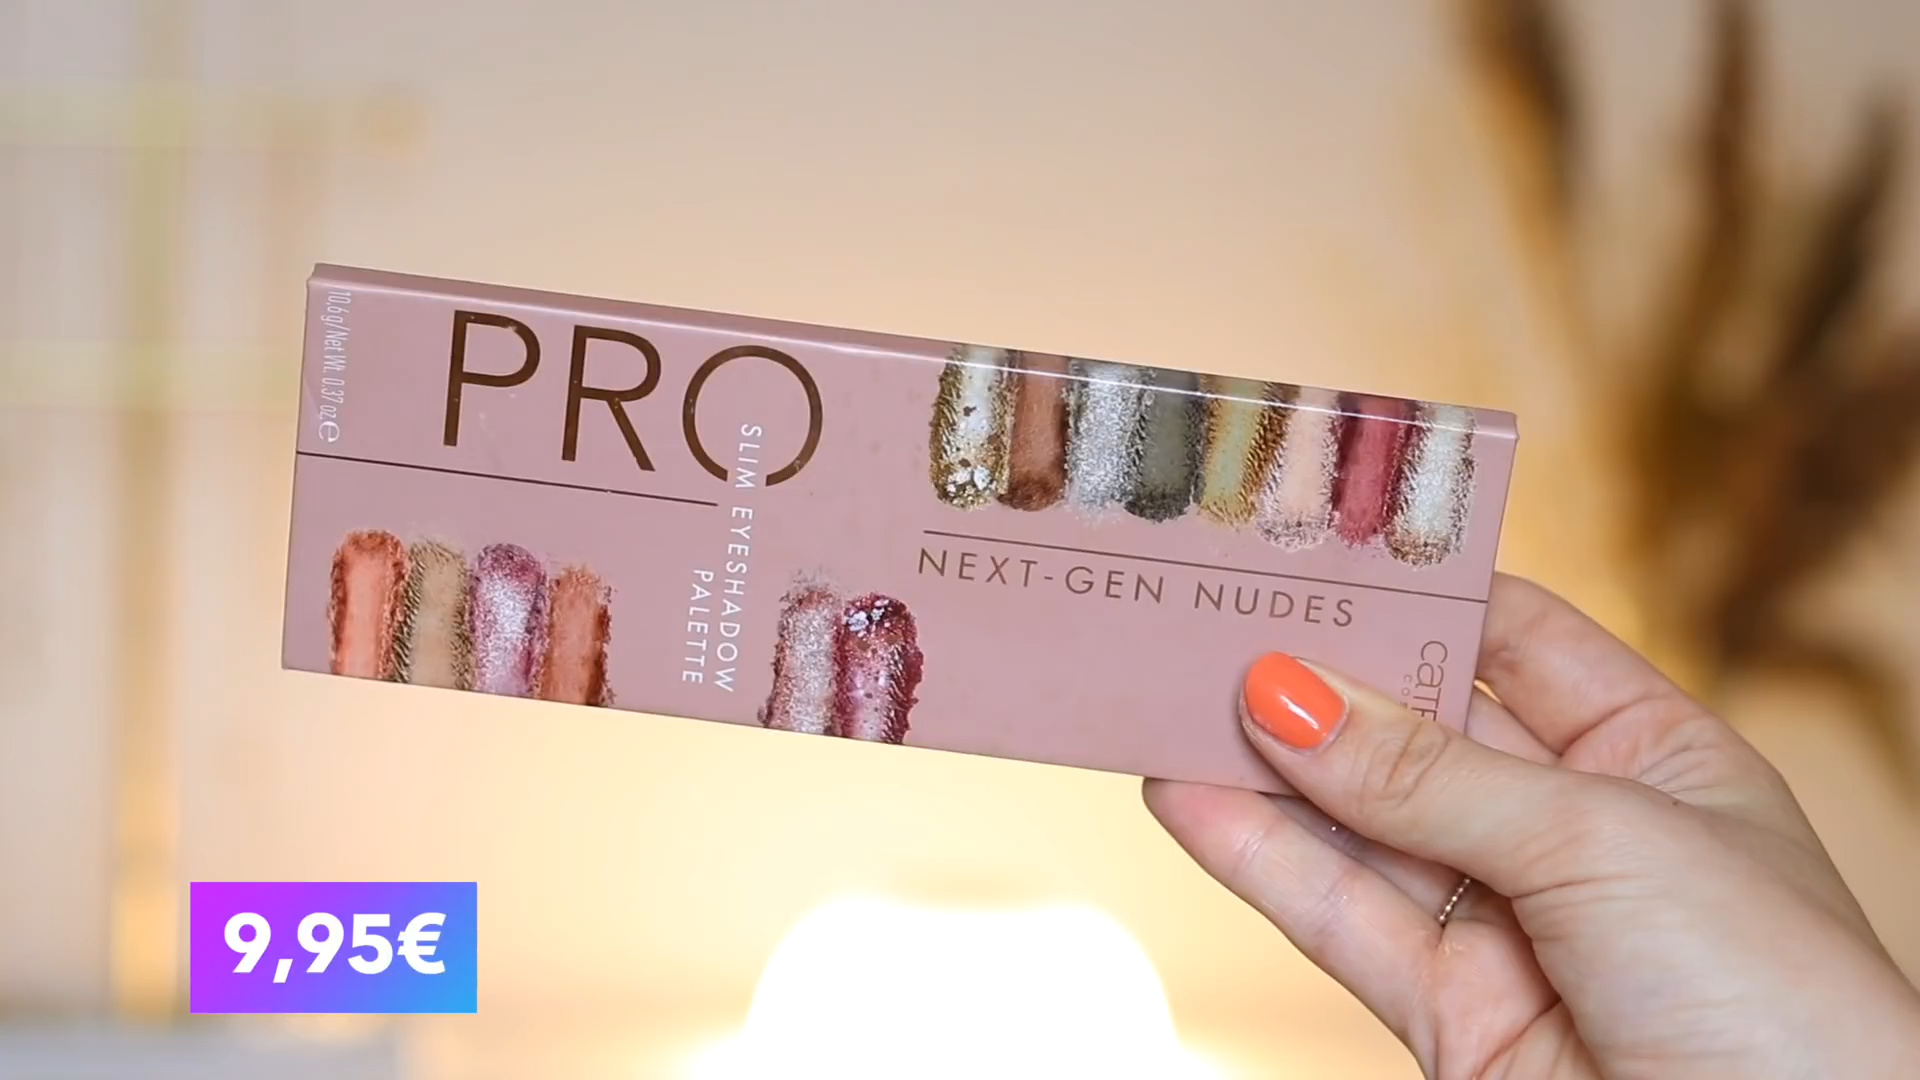 10.6 g/Net Wt. 0.37 oz e
PRO
SLIM EYESHADOW
PALETTE
NEXT-GEN NUDES
9,95€